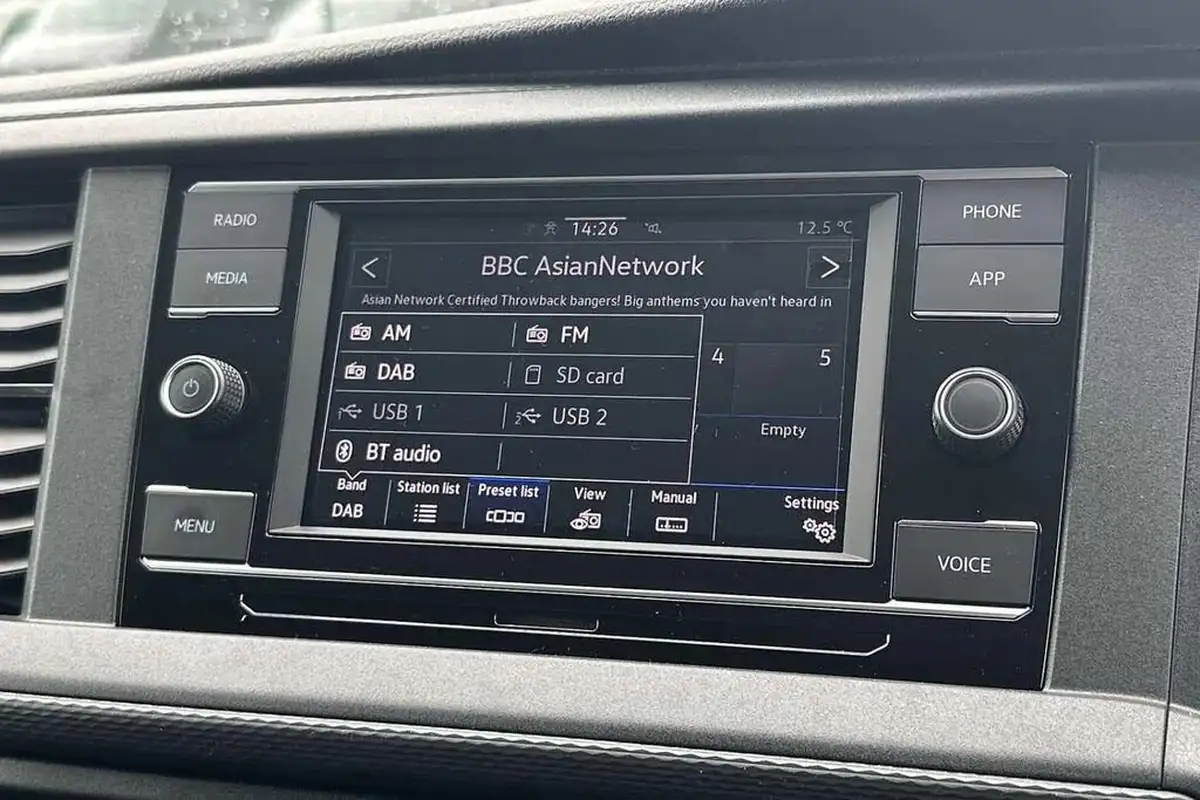 RADIO
MEDIA
MENU
PHONE
APP
VOICE
14:26
12.5 °C
< BBC AsianNetwork >
Asian Network Certified Throwback bangers! Big anthems you haven't heard in
AM
FM
DAB
SD card
USB 1
USB 2
BT audio
4
5
Empty
Band
DAB
Station list
Preset list
View
Manual
Settings